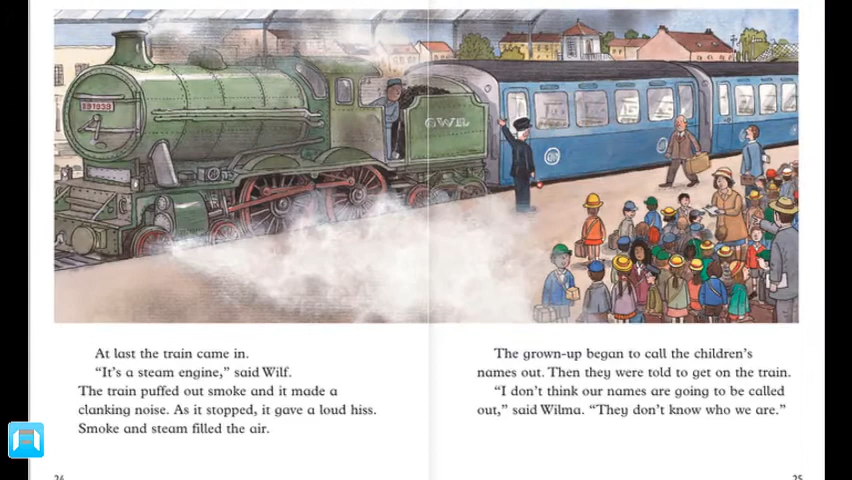 GWR
At last the train came in.
“It’s a steam engine,” said Wilf.
The train puffed out smoke and it made a
clanking noise. As it stopped, it gave a loud hiss.
Smoke and steam filled the air.
The grown-up began to call the children’s
names out. Then they were told to get on the train.
“I don’t think our names are going to be called
out,” said Wilma. “They don’t know who we are.”
24
25